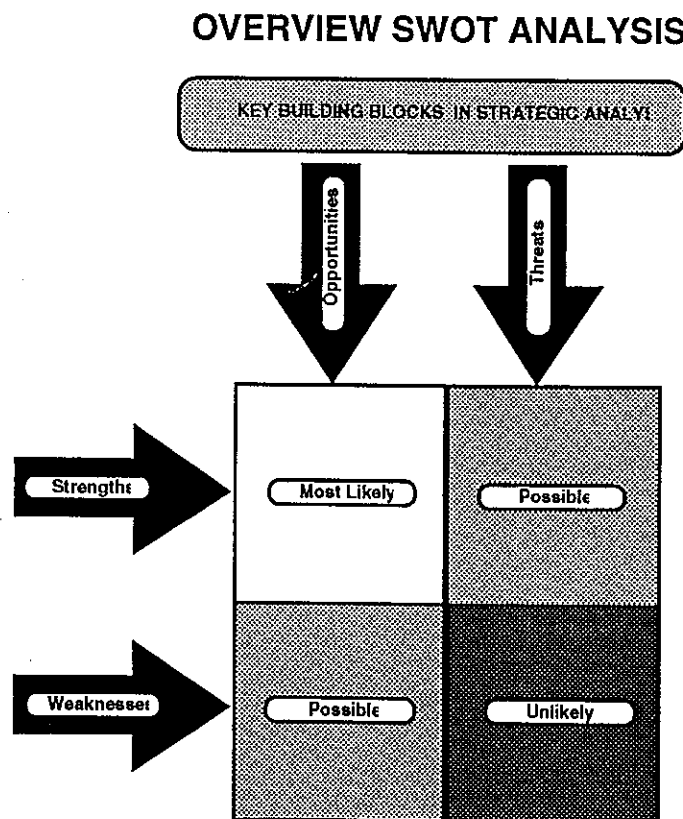 OVERVIEW SWOT ANALYSIS
KEY BUILDING BLOCKS IN STRATEGIC ANALY
Opportunities
Threats
Strengths
Most Likely
Possible
Weaknesses
Possible
Unlikely